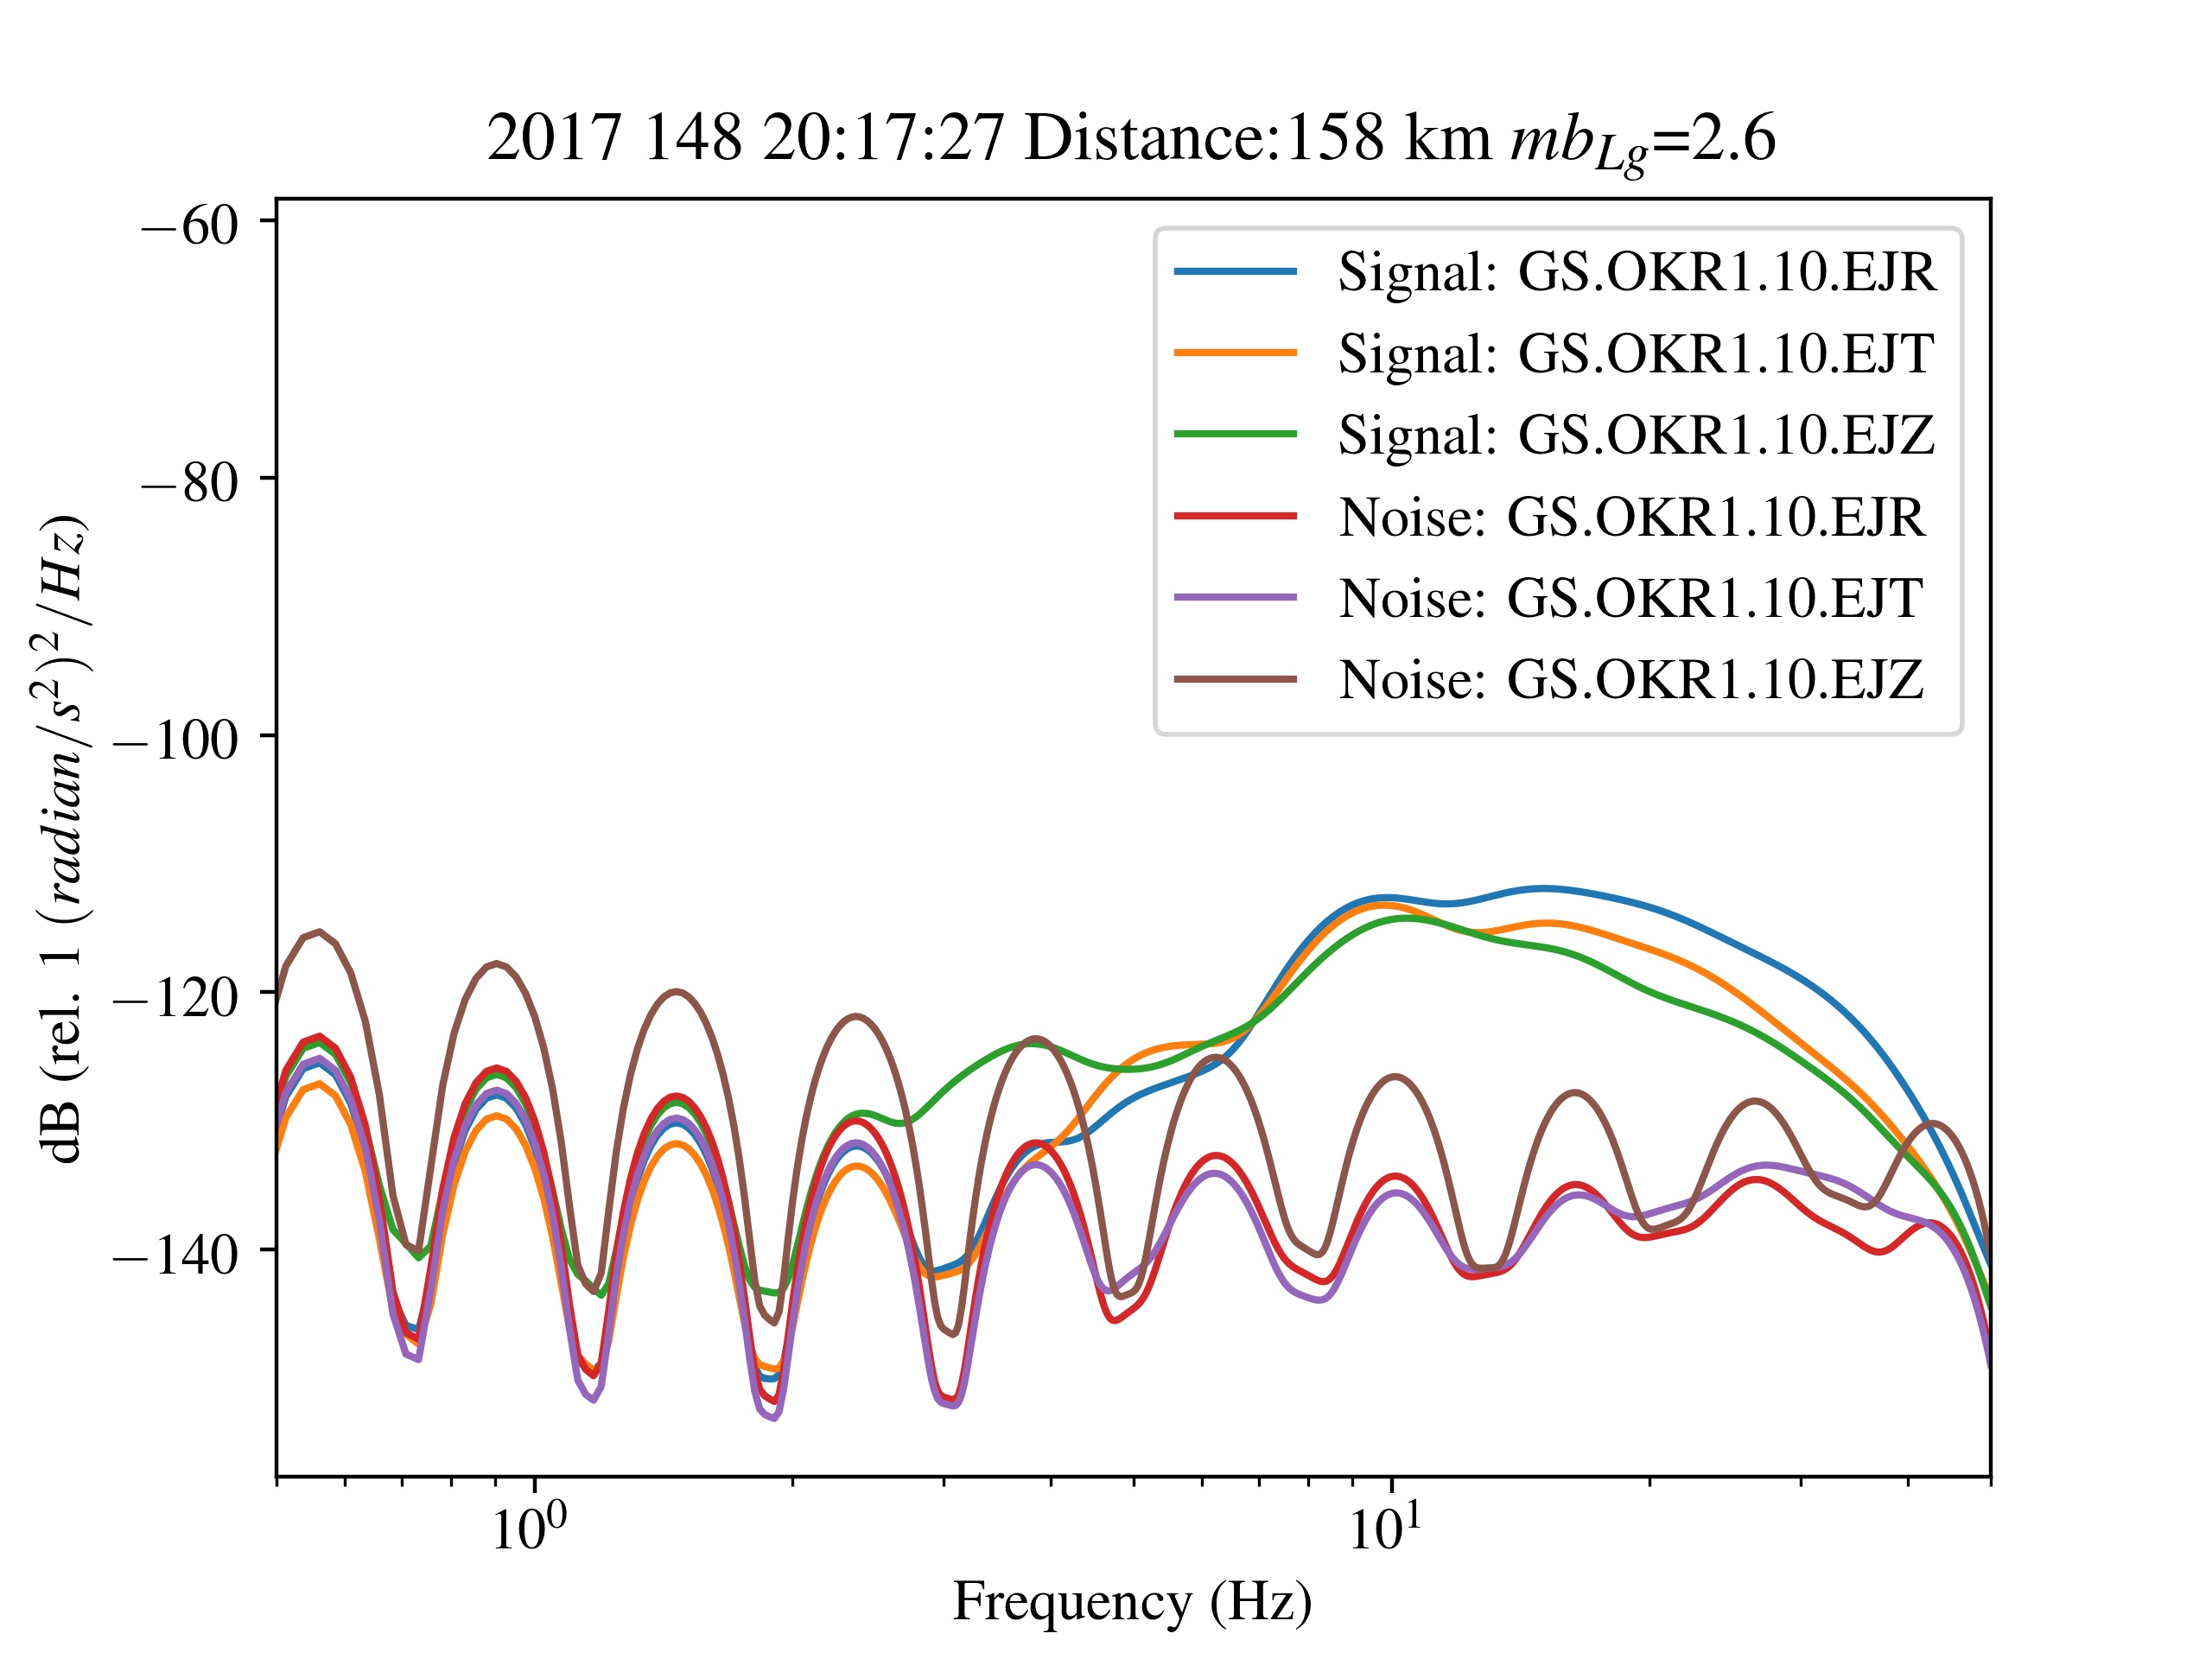 2017 148 20:17:27 Distance:158 km mb_{Lg}=2.6
dB (rel. 1 (radian/s²)²/Hz)
−60
−80
−100
−120
−140
Signal: GS.OKR1.10.EJR
Signal: GS.OKR1.10.EJT
Signal: GS.OKR1.10.EJZ
Noise: GS.OKR1.10.EJR
Noise: GS.OKR1.10.EJT
Noise: GS.OKR1.10.EJZ
10⁰ 10¹
Frequency (Hz)